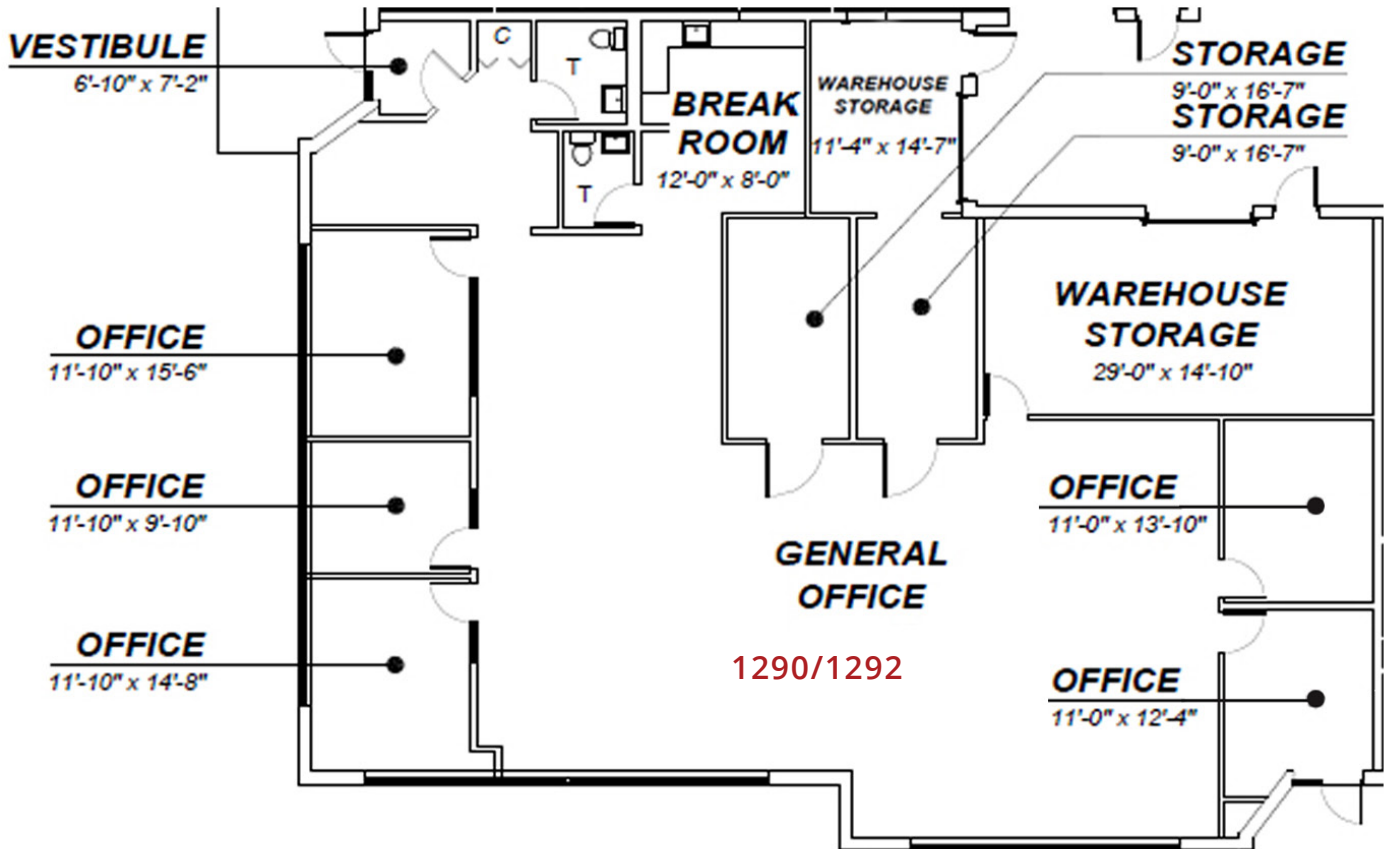 VESTIBULE
6'-10" x 7'-2"
C
T
T
BREAK
ROOM
12'-0" x 8'-0"
WAREHOUSE
STORAGE
11'-4" x 14'-7"
STORAGE
9'-0" x 16'-7"
STORAGE
9'-0" x 16'-7"
WAREHOUSE
STORAGE
29'-0" x 14'-10"
OFFICE
11'-10" x 15'-6"
OFFICE
11'-10" x 9'-10"
OFFICE
11'-10" x 14'-8"
GENERAL
OFFICE
1290/1292
OFFICE
11'-0" x 13'-10"
OFFICE
11'-0" x 12'-4"